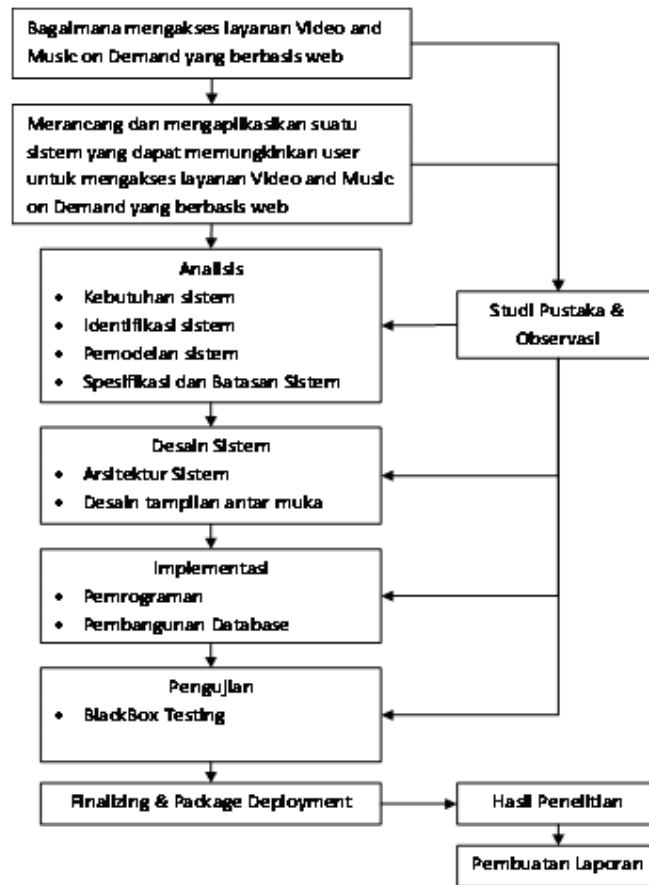 Bagaimana mengakses layanan Video and
Music on Demand yang berbasis web
Merancang dan mengaplikasikan suatu
sistem yang dapat memungkinkan user
untuk mengakses layanan Video and Music
on Demand yang berbasis web
Analisis
• Kebutuhan sistem
• Identifikasi sistem
• Pemodelan sistem
• Spesifikasi dan Batasan Sistem
Studi Pustaka &
Observasi
Desain Sistem
• Arsitektur Sistem
• Desain tampilan antar muka
Implementasi
• Pemrograman
• Pembangunan Database
Pengujian
• BlackBox Testing
Finalizing & Package Deployment
Hasil Penelitian
Pembuatan Laporan